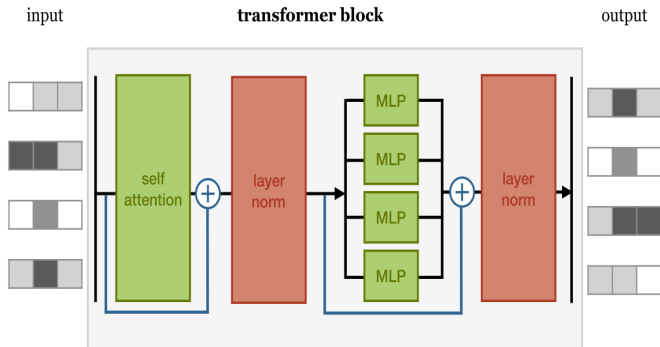 input
transformer block
output
self
attention
layer
norm
MLP
MLP
MLP
MLP
layer
norm